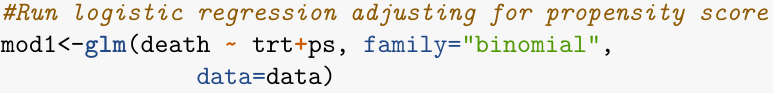 #Run logistic regression adjusting for propensity score
mod1<-glm(death ~ trt+ps, family="binomial",
data=data)